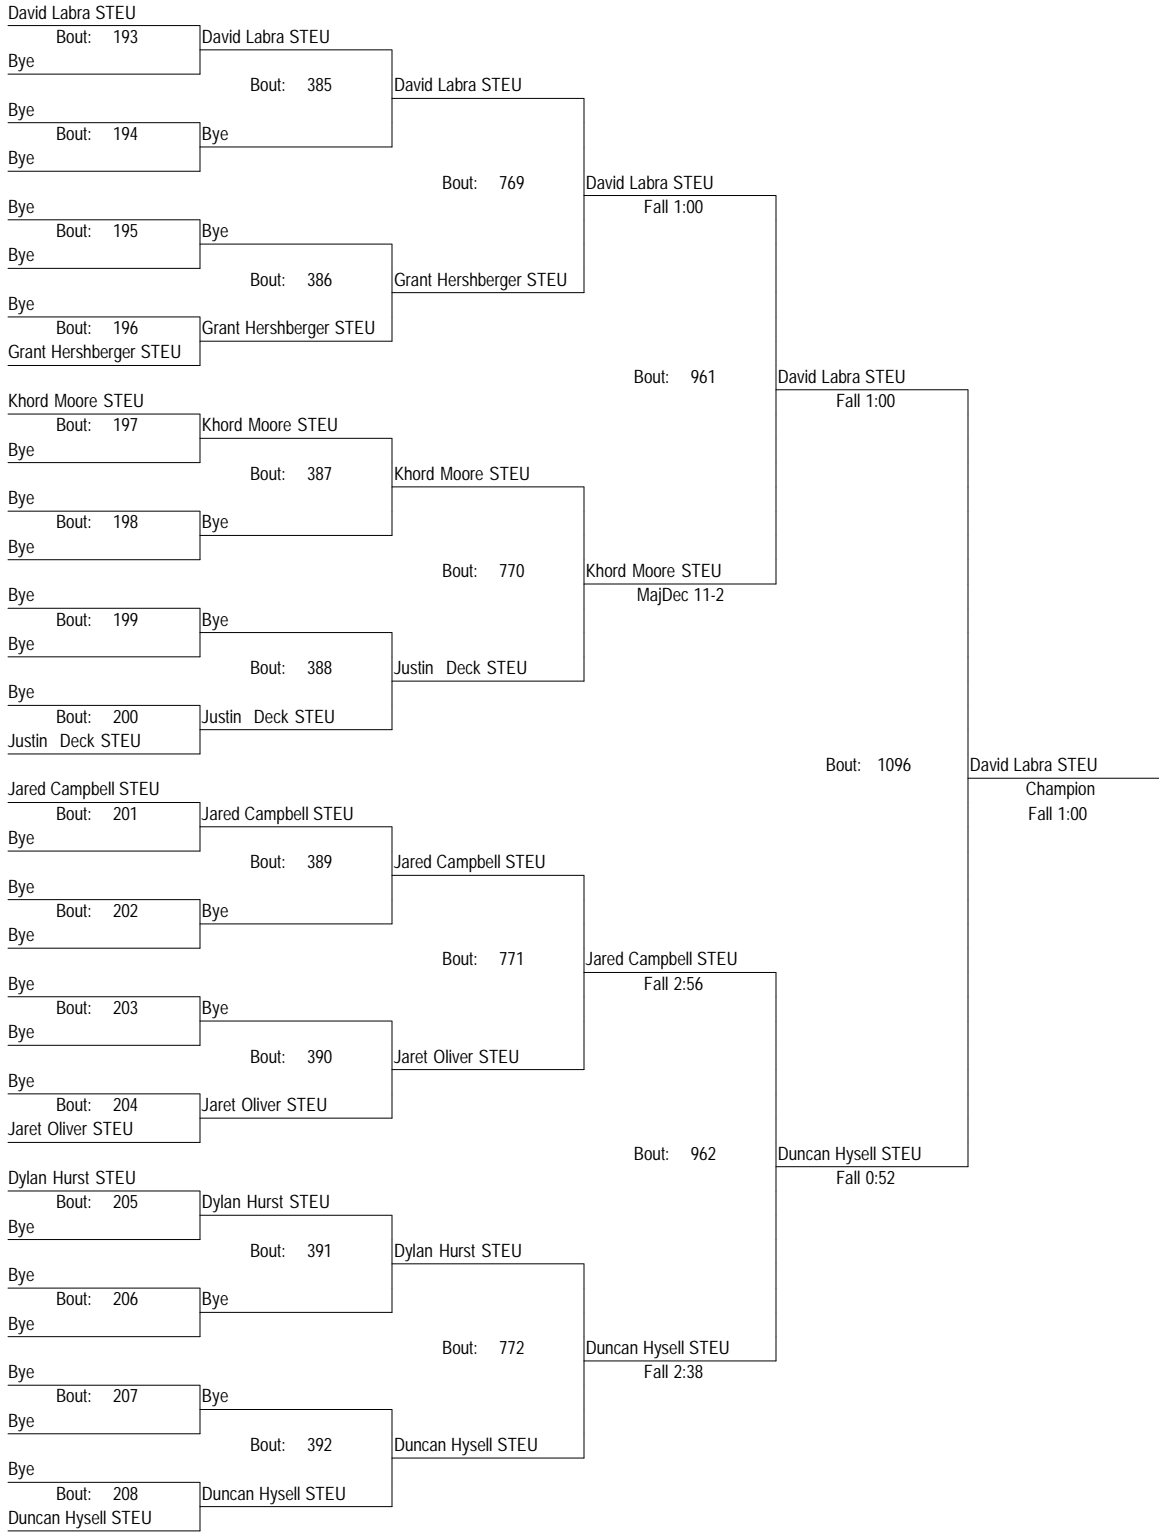 David Labra STEU
Bout: 193 David Labra STEU
Bye
Bout: 385 David Labra STEU
Bye
Bout: 194 Bye
Bye
Bout: 769 David Labra STEU
Bye Fall 1:00
Bout: 195 Bye
Bye
Bout: 386 Grant Hershberger STEU
Bye
Bout: 196 Grant Hershberger STEU
Grant Hershberger STEU
Bout: 961 David Labra STEU
Khord Moore STEU Fall 1:00
Bout: 197 Khord Moore STEU
Bye
Bout: 387 Khord Moore STEU
Bye
Bout: 198 Bye
Bye
Bout: 770 Khord Moore STEU
Bye MajDec 11-2
Bout: 199 Bye
Bye
Bout: 388 Justin Deck STEU
Bye
Bout: 200 Justin Deck STEU
Justin Deck STEU
Bout: 1096 David Labra STEU
Jared Campbell STEU Champion
Bout: 201 Jared Campbell STEU Fall 1:00
Bye
Bout: 389 Jared Campbell STEU
Bye
Bout: 202 Bye
Bye
Bout: 771 Jared Campbell STEU
Bye Fall 2:56
Bout: 203 Bye
Bye
Bout: 390 Jaret Oliver STEU
Bye
Bout: 204 Jaret Oliver STEU
Jaret Oliver STEU
Bout: 962 Duncan Hysell STEU
Dylan Hurst STEU Fall 0:52
Bout: 205 Dylan Hurst STEU
Bye
Bout: 391 Dylan Hurst STEU
Bye
Bout: 206 Bye
Bye
Bout: 772 Duncan Hysell STEU
Bye Fall 2:38
Bout: 207 Bye
Bye
Bout: 392 Duncan Hysell STEU
Bye
Bout: 208 Duncan Hysell STEU
Duncan Hysell STEU